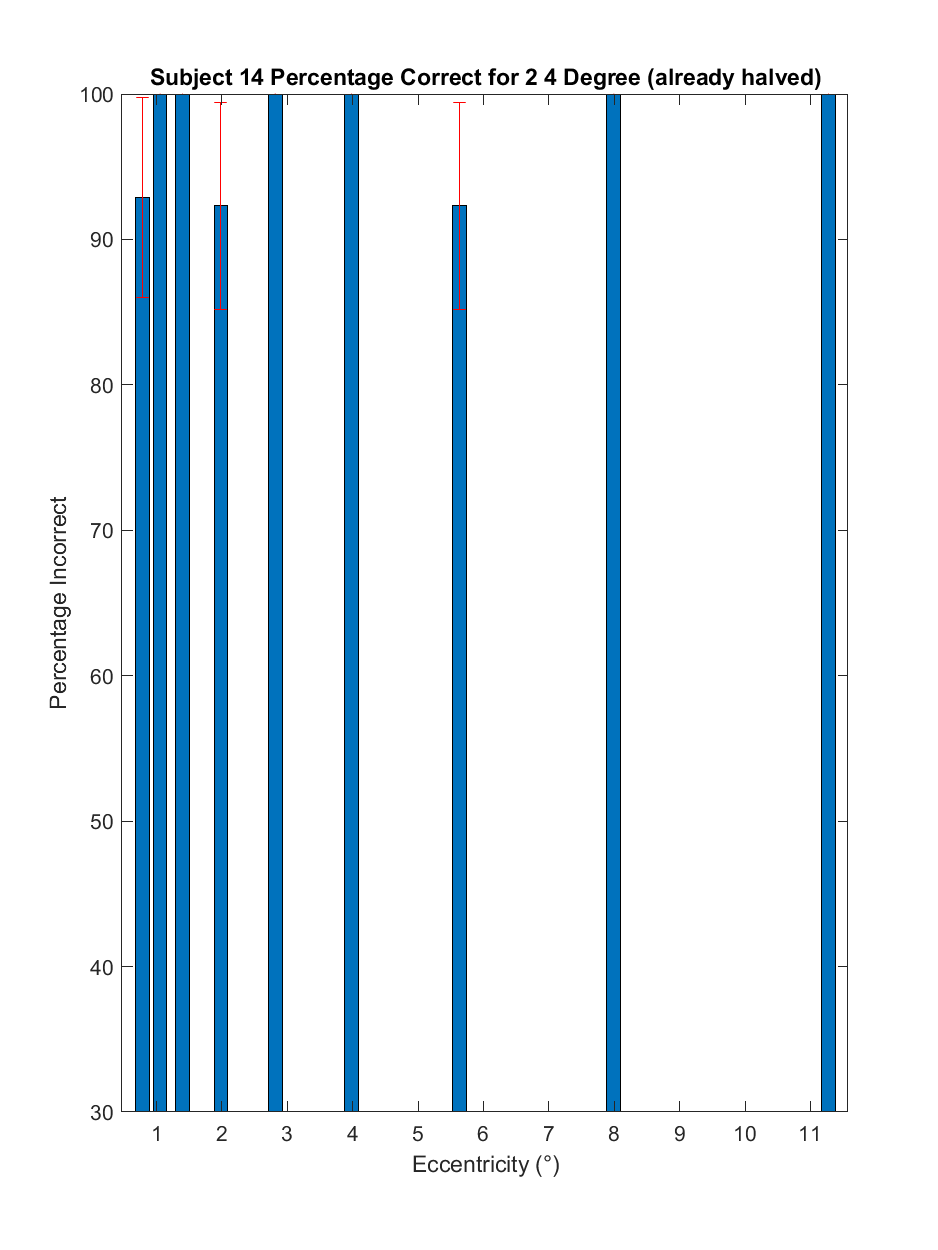 Subject 14 Percentage Correct for 2 4 Degree (already halved)
100
90
80
70
60
50
40
30
Percentage Incorrect
1 2 3 4 5 6 7 8 9 10 11
Eccentricity (°)